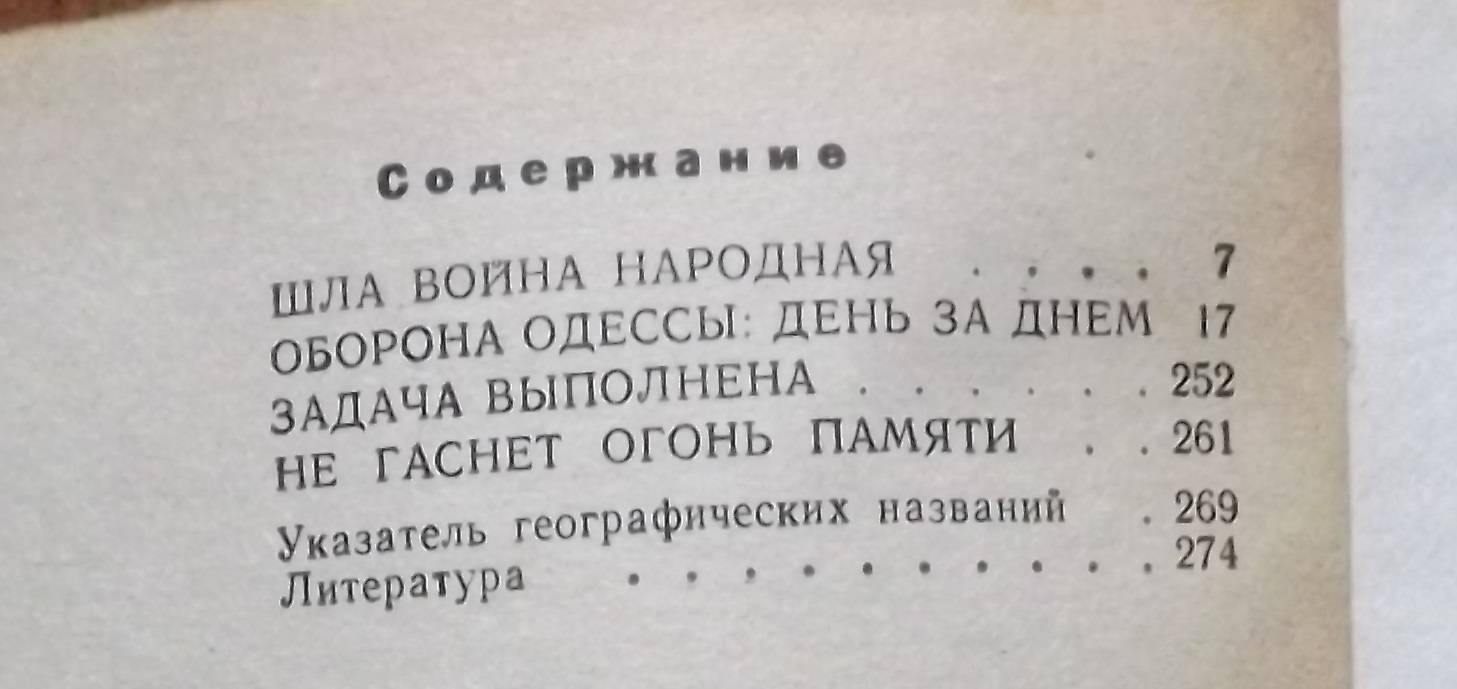 Содержание
ШЛА ВОЙНА НАРОДНАЯ . . . . 7
ОБОРОНА ОДЕССЫ: ДЕНЬ ЗА ДНЕМ 17
ЗАДАЧА ВЫПОЛНЕНА . . . . . . 252
НЕ ГАСНЕТ ОГОНЬ ПАМЯТИ . . 261
Указатель географических названий . 269
Литература . . . . . . . . . . 274